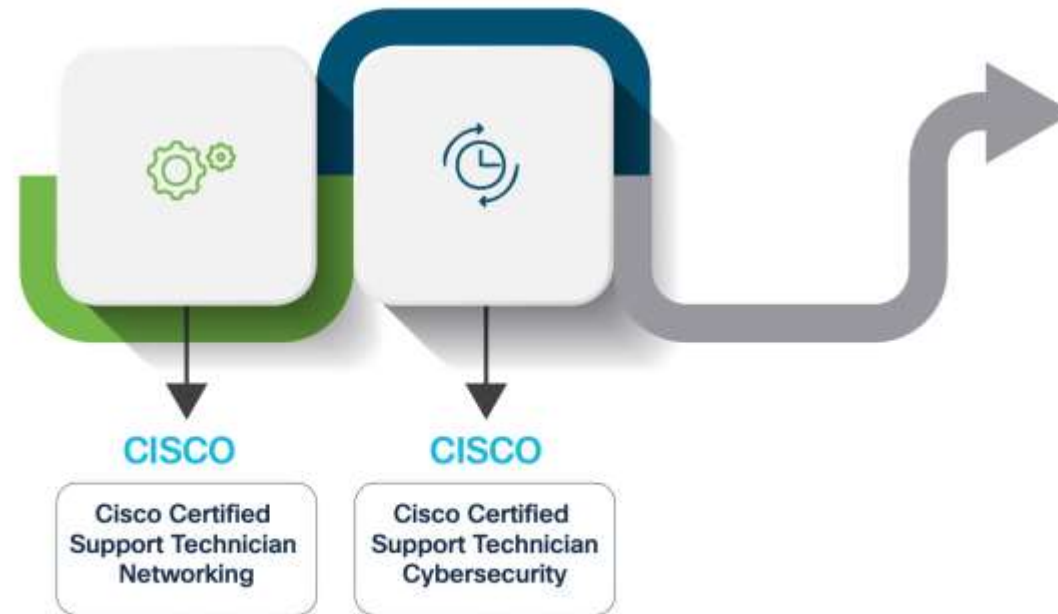 CISCO
Cisco Certified
Support Technician
Networking
CISCO
Cisco Certified
Support Technician
Cybersecurity